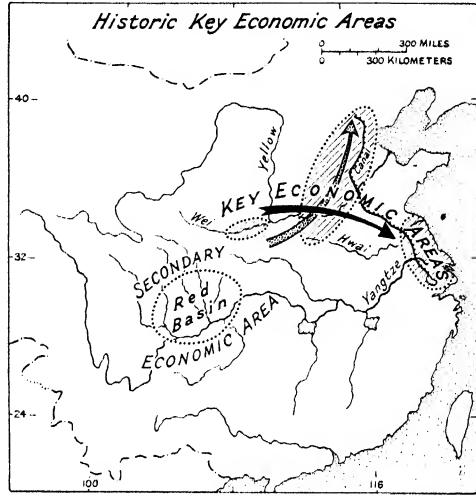 Historic Key Economic Areas
0 300 MILES
0 300 KILOMETERS
40
Yellow
Canal
KEY ECONOMIC AREAS
Wei
Hwai
32
SECONDARY
Red
Basin
Yangtze
ECONOMIC AREA
24
100 116